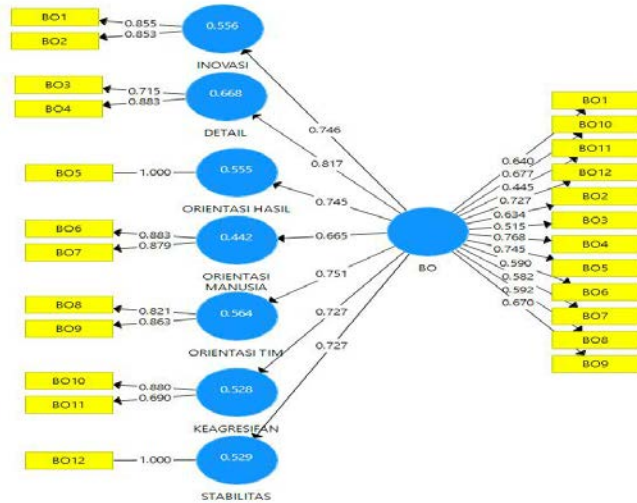 BO1
0.855
BO2
0.853
0.556
INOVASI
BO3
0.715
BO4
0.883
0.668
DETAIL
BO5
1.000
0.555
ORIENTASI HASIL
BO6
0.883
BO7
0.879
0.442
ORIENTASI
MANUSIA
BO8
0.821
BO9
0.863
0.564
ORIENTASI TIM
BO10
0.880
BO11
0.690
0.528
KEAGRESIFAN
BO12
1.000
0.529
STABILITAS
0.746
0.817
0.745
0.665
0.751
0.727
0.727
BO
0.640
0.677
0.445
0.727
0.634
0.515
0.768
0.745
0.590
0.582
0.592
0.670
BO1
BO10
BO11
BO12
BO2
BO3
BO4
BO5
BO6
BO7
BO8
BO9